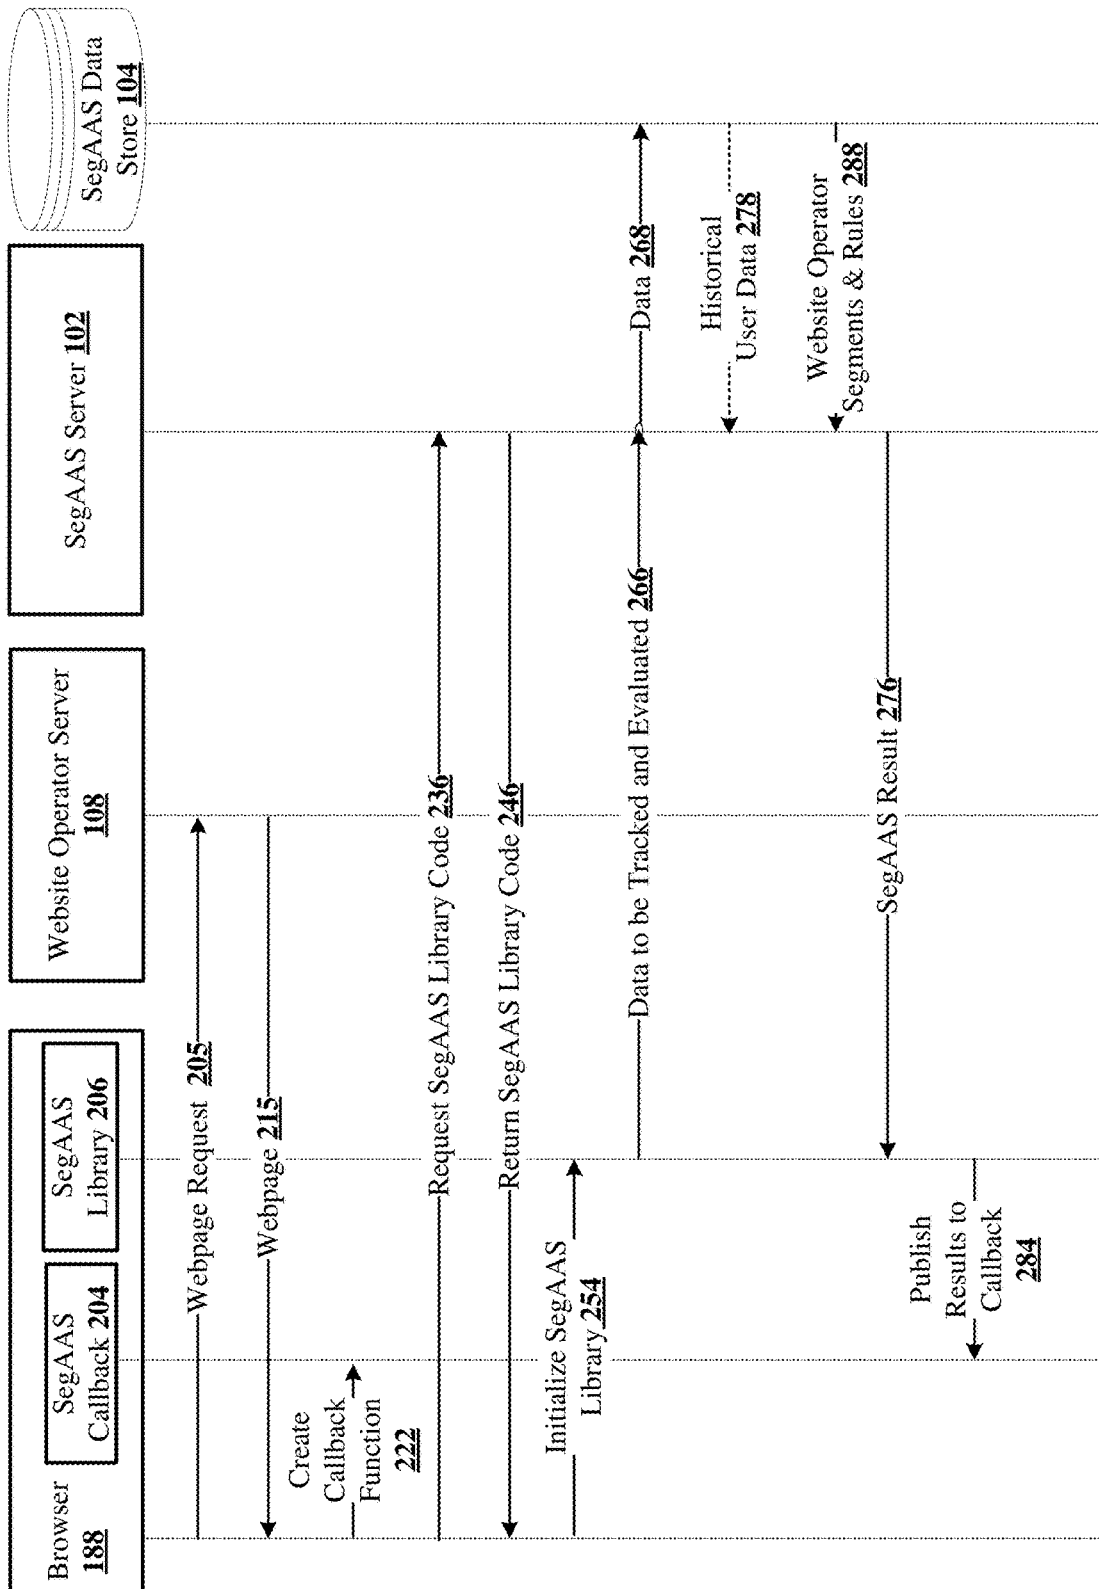 Browser
188
SegAAS
Callback 204
SegAAS
Library 206
Website Operator Server
108
SegAAS Server 102
SegAAS Data
Store 104
Webpage Request 205
Webpage 215
Create
Callback
Function
222
Request SegAAS Library Code 236
Return SegAAS Library Code 246
Initialize SegAAS
Library 254
Data to be Tracked and Evaluated 266
Data 268
Historical
User Data 278
Website Operator
Segments & Rules 288
SegAAS Result 276
Publish
Results to
Callback
284